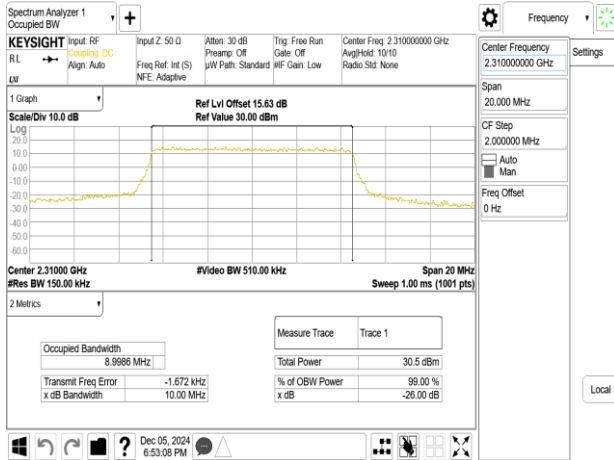 Spectrum Analyzer 1
Occupied BW
Frequency
KEYSIGHT
RL
Input: RF
Coupling: DC
Align: Auto
Input Z: 50 Ω
Freq Ref: Int (S)
NFE: Adaptive
Atten: 30 dB
Preamp: Off
µW Path: Standard
Trig: Free Run
Gate: Off
#IF Gain: Low
Center Freq: 2.310000000 GHz
Avg|Hold: 10/10
Radio Std: None
Center Frequency
2.310000000 GHz
Settings
Span
20.000 MHz
CF Step
2.000000 MHz
Auto
Man
Freq Offset
0 Hz
Local
1 Graph
Scale/Div 10.0 dB
Ref Lvl Offset 15.63 dB
Ref Value 30.00 dBm
Log
20.0
10.0
0.00
-10.0
-20.0
-30.0
-40.0
-50.0
-60.0
Center 2.31000 GHz
#Res BW 150.00 kHz
#Video BW 510.00 kHz
Span 20 MHz
Sweep 1.00 ms (1001 pts)
2 Metrics
Measure Trace Trace 1
Occupied Bandwidth
8.9986 MHz
Total Power 30.5 dBm
Transmit Freq Error -1.672 kHz
% of OBW Power 99.00 %
x dB Bandwidth 10.00 MHz
x dB -26.00 dB
?
Dec 05, 2024
6:53:08 PM